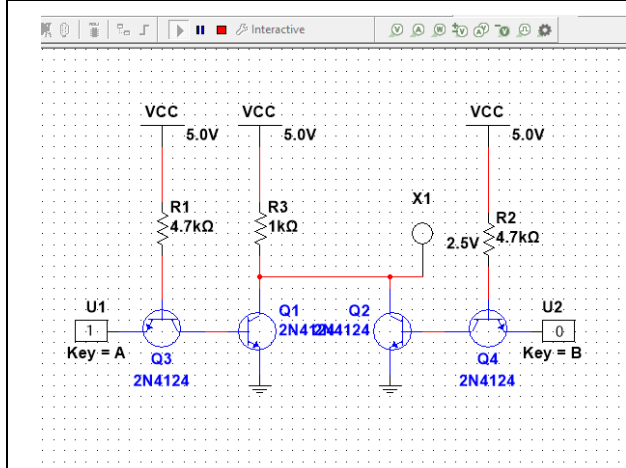 Interactive
VCC VCC VCC
5.0V 5.0V 5.0V
R1 R3 X1 R2
4.7kΩ 1kΩ 2.5V 4.7kΩ
U1 Q1 Q2 U2
1 2N4124 2N4124 0
Key = A Q3 Q4 Key = B
2N4124 2N4124